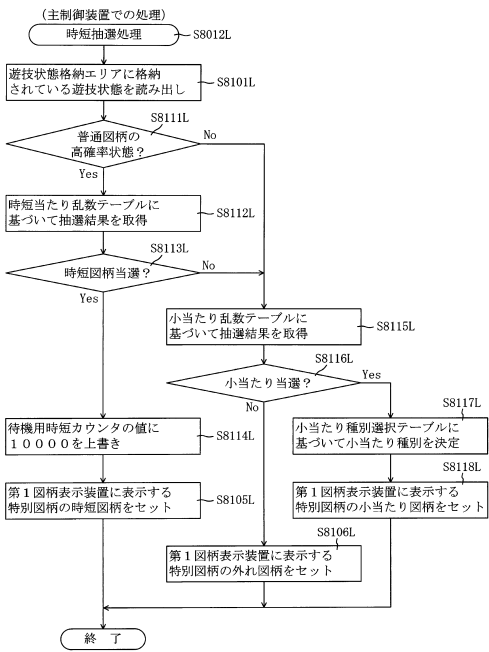 (主制御装置での処理)
時短抽選処理
S8012L
遊技状態格納エリアに格納
されている遊技状態を読み出し
S8101L
普通図柄の
高確率状態?
S8111L
No
Yes
時短当たり乱数テーブルに
基づいて抽選結果を取得
S8112L
時短図柄当選?
S8113L
No
Yes
小当たり乱数テーブルに
基づいて抽選結果を取得
S8115L
小当たり当選?
S8116L
Yes
No
待機用時短カウンタの値に
10000を上書き
S8114L
小当たり種別選択テーブルに
基づいて小当たり種別を決定
S8117L
第1図柄表示装置に表示する
特別図柄の時短図柄をセット
S8105L
第1図柄表示装置に表示する
特別図柄の小当たり図柄をセット
S8118L
第1図柄表示装置に表示する
特別図柄の外れ図柄をセット
S8106L
終 了